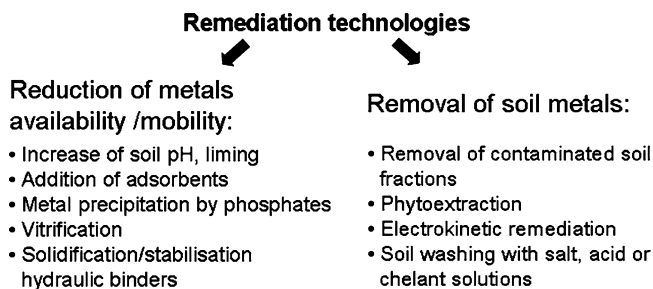 Remediation technologies
Reduction of metals
availability /mobility:
• Increase of soil pH, liming
• Addition of adsorbents
• Metal precipitation by phosphates
• Vitrification
• Solidification/stabilisation
hydraulic binders
Removal of soil metals:
• Removal of contaminated soil
fractions
• Phytoextraction
• Electrokinetic remediation
• Soil washing with salt, acid or
chelant solutions